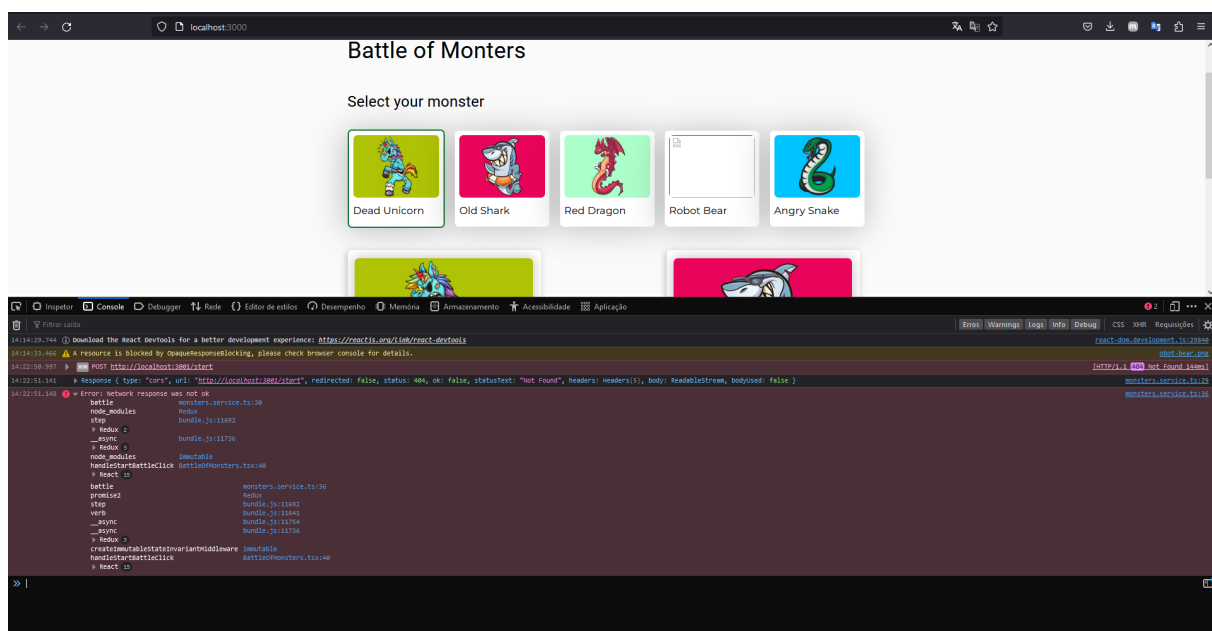 localhost:3000
Battle of Monters
Select your monster
Dead Unicorn
Old Shark
Red Dragon
Robot Bear
Angry Snake
Inspetor Console Debugger Rede Editor de estilos Desempenho Memória Armazenamento Acessibilidade Aplicação 2
Filtrar saída Erros Warnings Logs Info Debug CSS XHR Requisições
14:14:29.744 Download the React DevTools for a better development experience: https://reactjs.org/link/react-devtools react-dom.development.js:29840
14:14:33.466 A resource is blocked by OpaqueResponseBlocking, please check browser console for details. obot-bear.png
14:22:50.997 XHR POST http://localhost:3001/start [HTTP/1.1 404 Not Found 144ms]
14:22:51.141 Response { type: "cors", url: "http://localhost:3001/start", redirected: false, status: 404, ok: false, statusText: "Not Found", headers: Headers(5), body: ReadableStream, bodyUsed: false } monsters.service.ts:29
14:22:51.148 Error: Network response was not ok monsters.service.ts:36
battle monsters.service.ts:30
node_modules Redux
step bundle.js:11692
Redux 2
__async bundle.js:11736
Redux 3
node_modules Immutable
handleStartBattleClick BattleOfMonsters.tsx:40
React 15
battle monsters.service.ts:36
promise2 Redux
step bundle.js:11692
verb bundle.js:11641
__async bundle.js:11754
__async bundle.js:11736
Redux 3
createImmutableStateInvariantMiddleware Immutable
handleStartBattleClick BattleOfMonsters.tsx:40
React 15